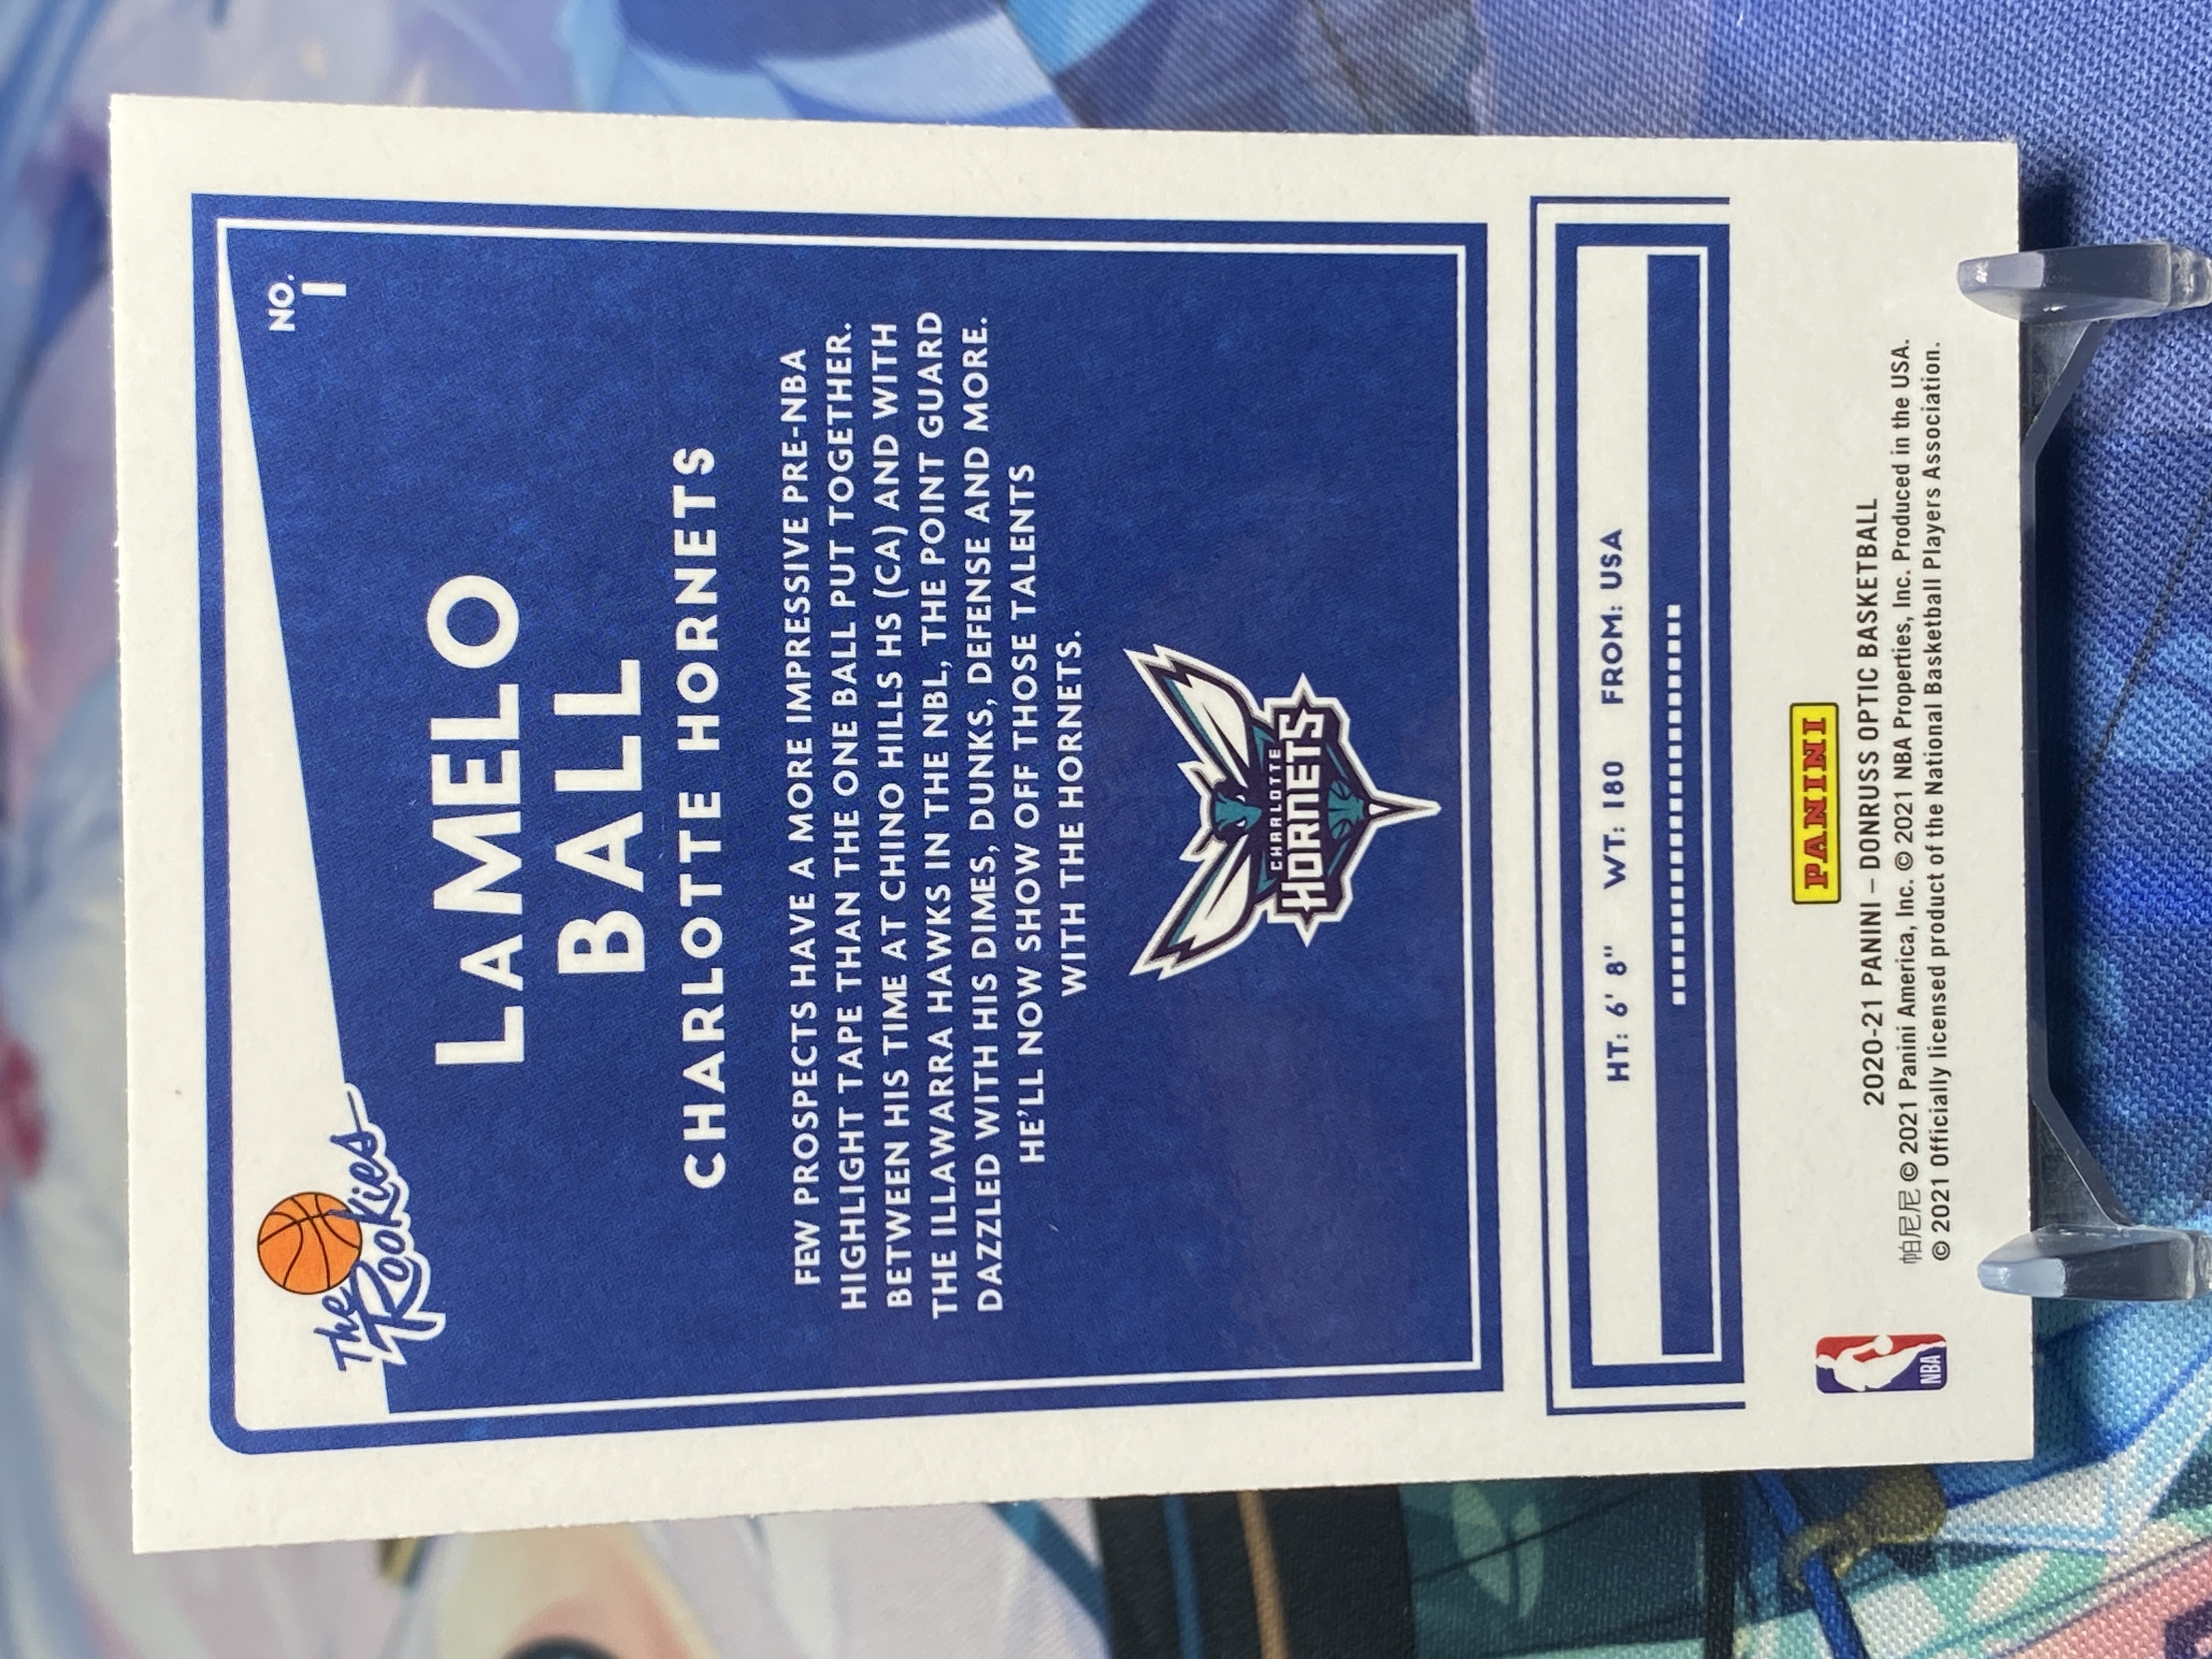 The
Rookies
NO.
1
LAMELO
BALL
CHARLOTTE HORNETS
FEW PROSPECTS HAVE A MORE IMPRESSIVE PRE-NBA
HIGHLIGHT TAPE THAN THE ONE BALL PUT TOGETHER.
BETWEEN HIS TIME AT CHINO HILLS HS (CA) AND WITH
THE ILLAWARRA HAWKS IN THE NBL, THE POINT GUARD
DAZZLED WITH HIS DIMES, DUNKS, DEFENSE AND MORE.
HE'LL NOW SHOW OFF THOSE TALENTS
WITH THE HORNETS.
CHARLOTTE
HORNETS
HT: 6' 8" WT: 180 FROM: USA
PANINI
2020-21 PANINI – DONRUSS OPTIC BASKETBALL
帕尼尼 © 2021 Panini America, Inc. © 2021 NBA Properties, Inc. Produced in the USA.
© 2021 Officially licensed product of the National Basketball Players Association.
NBA